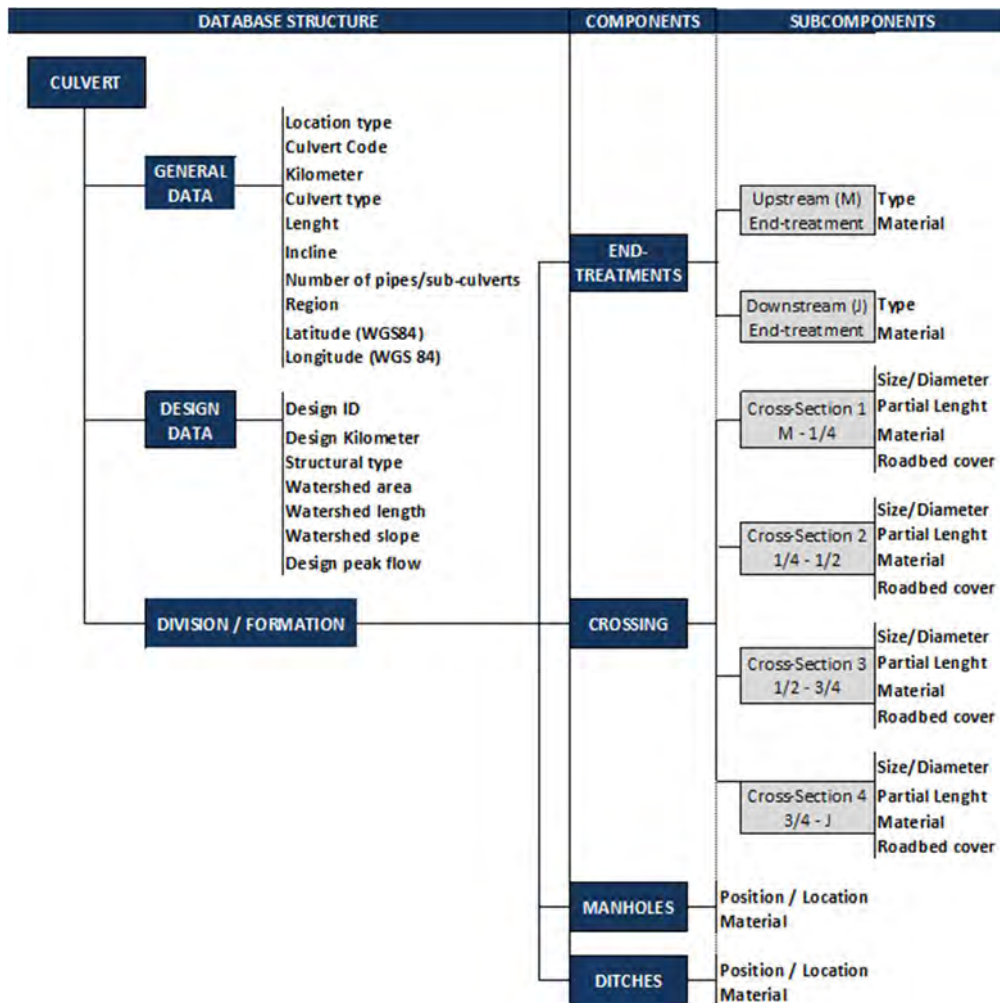 DATABASE STRUCTURE
COMPONENTS
SUBCOMPONENTS
CULVERT
GENERAL
DATA
Location type
Culvert Code
Kilometer
Culvert type
Lenght
Incline
Number of pipes/sub-culverts
Region
Latitude (WGS84)
Longitude (WGS 84)
DESIGN
DATA
Design ID
Design Kilometer
Structural type
Watershed area
Watershed length
Watershed slope
Design peak flow
DIVISION / FORMATION
END-
TREATMENTS
Upstream (M)
End-treatment
Type
Material
Downstream (J)
End-treatment
Type
Material
CROSSING
Cross-Section 1
M - 1/4
Size/Diameter
Partial Lenght
Material
Roadbed cover
Cross-Section 2
1/4 - 1/2
Size/Diameter
Partial Lenght
Material
Roadbed cover
Cross-Section 3
1/2 - 3/4
Size/Diameter
Partial Lenght
Material
Roadbed cover
Cross-Section 4
3/4 - J
Size/Diameter
Partial Lenght
Material
Roadbed cover
MANHOLES
Position / Location
Material
DITCHES
Position / Location
Material